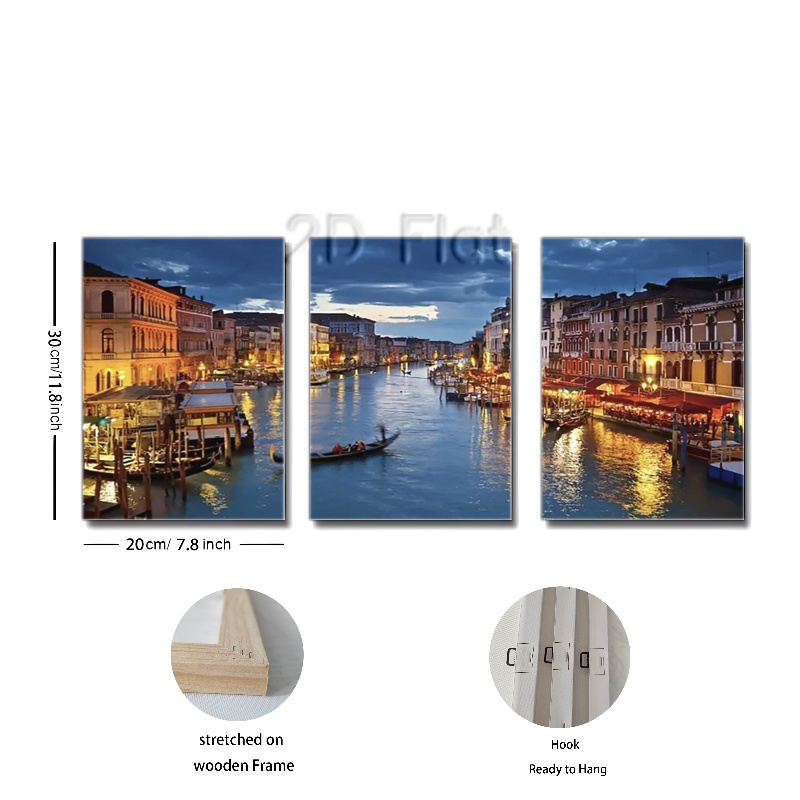 2D Flat
30cm/11.8inch
20cm/ 7.8 inch
stretched on
wooden Frame
Hook
Ready to Hang